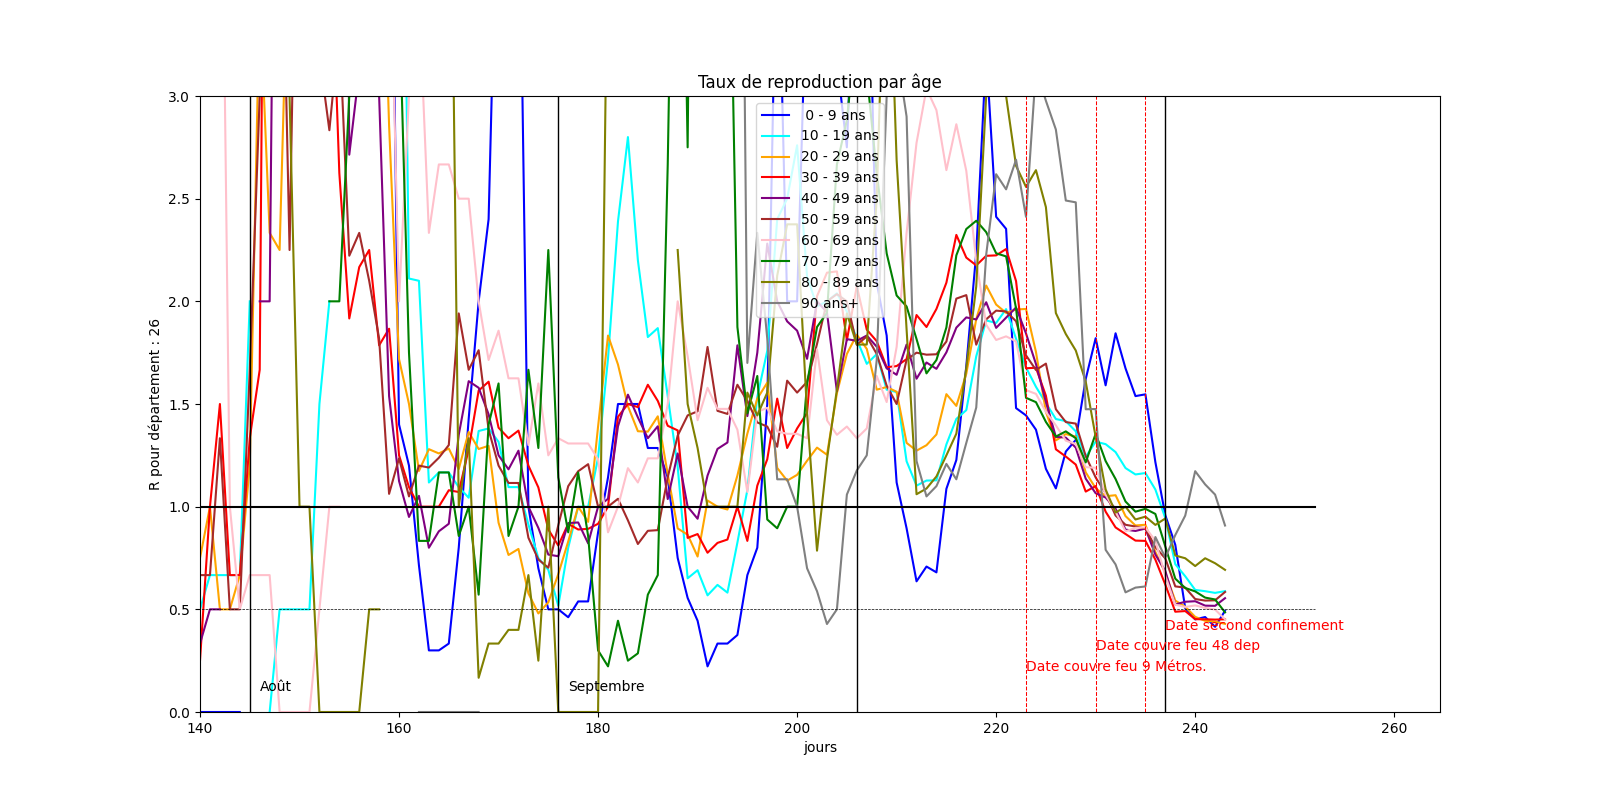 Taux de reproduction par âge
3.0
2.5
2.0
1.5
1.0
0.5
0.0
R pour département : 26
0 - 9 ans
10 - 19 ans
20 - 29 ans
30 - 39 ans
40 - 49 ans
50 - 59 ans
60 - 69 ans
70 - 79 ans
80 - 89 ans
90 ans+
Date second confinement
Date couvre feu 48 dep
Date couvre feu 9 Métros.
Août
Septembre
140
160
180
200
220
240
260
jours